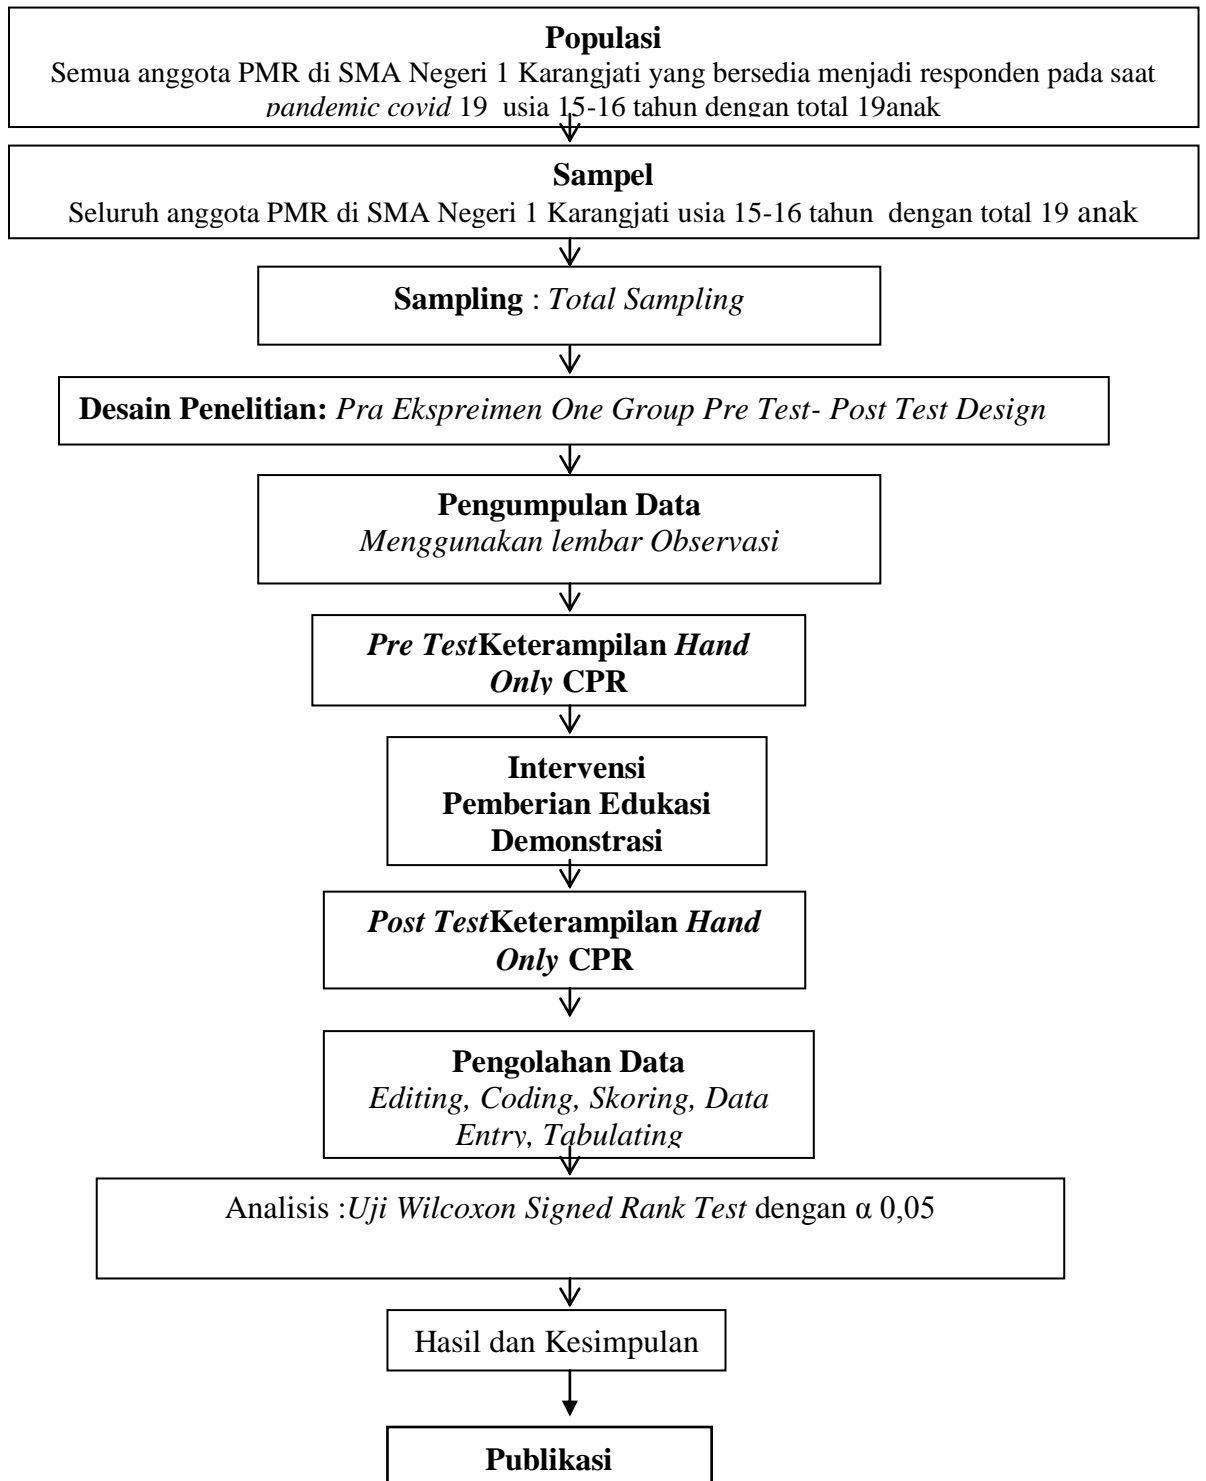 Populasi
Semua anggota PMR di SMA Negeri 1 Karangjati yang bersedia menjadi responden pada saat
pandemic covid 19 usia 15-16 tahun dengan total 19anak
Sampel
Seluruh anggota PMR di SMA Negeri 1 Karangjati usia 15-16 tahun dengan total 19 anak
Sampling : Total Sampling
Desain Penelitian: Pra Ekspreimen One Group Pre Test- Post Test Design
Pengumpulan Data
Menggunakan lembar Observasi
Pre TestKeterampilan Hand
Only CPR
Intervensi
Pemberian Edukasi
Demonstrasi
Post TestKeterampilan Hand
Only CPR
Pengolahan Data
Editing, Coding, Skoring, Data
Entry, Tabulating
Analisis :Uji Wilcoxon Signed Rank Test dengan α 0,05
Hasil dan Kesimpulan
Publikasi